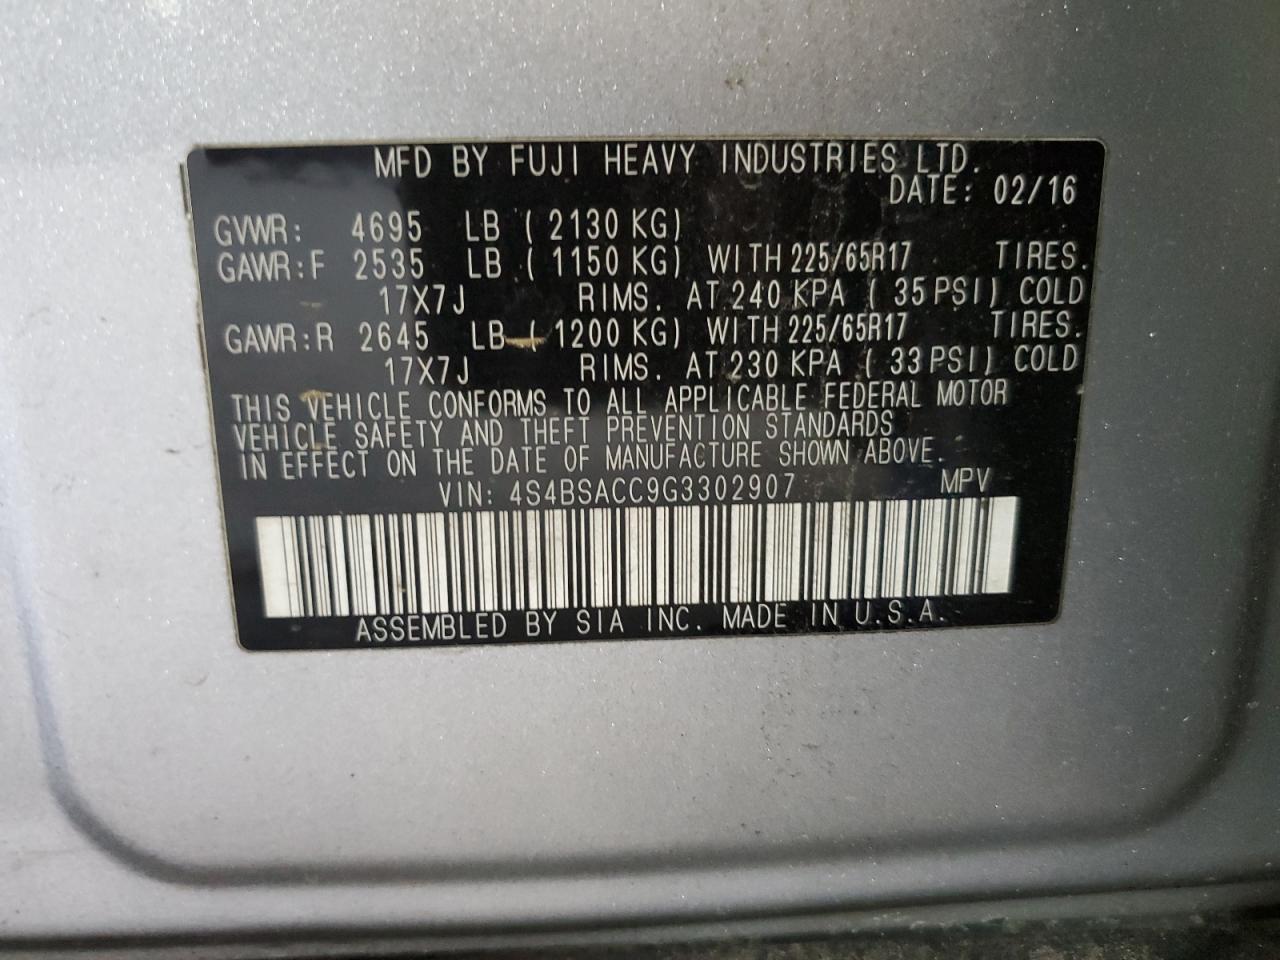 MFD BY FUJI HEAVY INDUSTRIES LTD.
DATE: 02/16
GVWR: 4695 LB ( 2130 KG)
GAWR:F 2535 LB ( 1150 KG) WITH 225/65R17 TIRES.
17X7J RIMS. AT 240 KPA ( 35 PSI) COLD
GAWR:R 2645 LB ( 1200 KG) WITH 225/65R17 TIRES.
17X7J RIMS. AT 230 KPA ( 33 PSI) COLD
THIS VEHICLE CONFORMS TO ALL APPLICABLE FEDERAL MOTOR
VEHICLE SAFETY AND THEFT PREVENTION STANDARDS
IN EFFECT ON THE DATE OF MANUFACTURE SHOWN ABOVE.
VIN: 4S4BSACC9G3302907 MPV
ASSEMBLED BY SIA INC. MADE IN U.S.A.